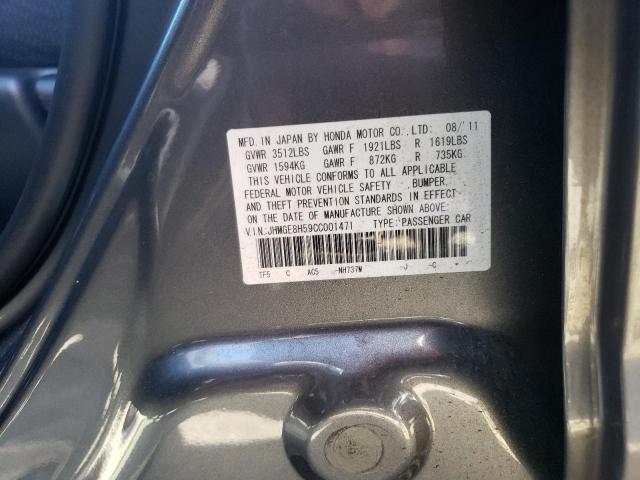 MFD. IN JAPAN BY HONDA MOTOR CO., LTD: 08/'11
GVWR 3512LBS GAWR F 1921LBS R 1619LBS
GVWR 1594KG GAWR F 872KG R 735KG
THIS VEHICLE CONFORMS TO ALL APPLICABLE
FEDERAL MOTOR VEHICLE SAFETY ,BUMPER,
AND THEFT PREVENTION STANDARDS IN EFFECT
ON THE DATE OF MANUFACTURE SHOWN ABOVE:
V.I.N.:JHMGE8H59CC001471 TYPE: PASSENGER CAR
TF5 C AC5 -NH737M -J -C *